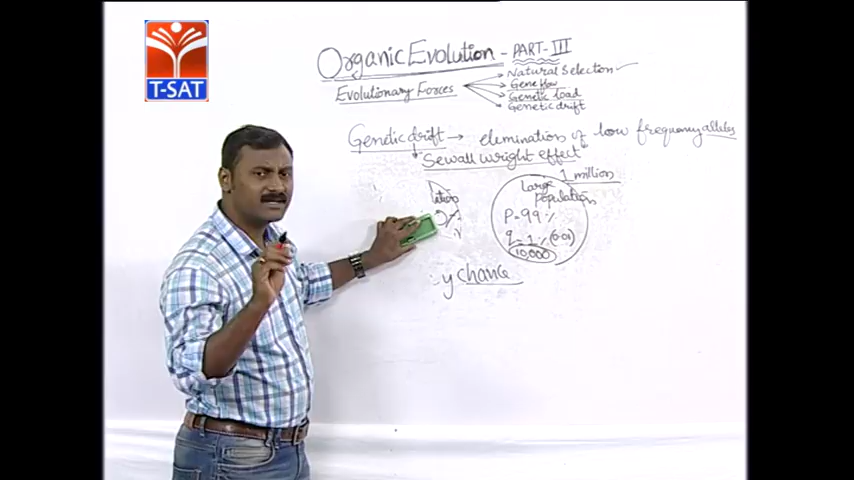 T-SAT
Organic Evolution - PART-III
Evolutionary Forces
Natural Selection
Gene flow
Genetic load
Genetic drift
Genetic drift → elemination of low frequency alleles
Sewall wright effect
1 million
Large
population
P-99%
q-1% (0.01)
10,000
y chance